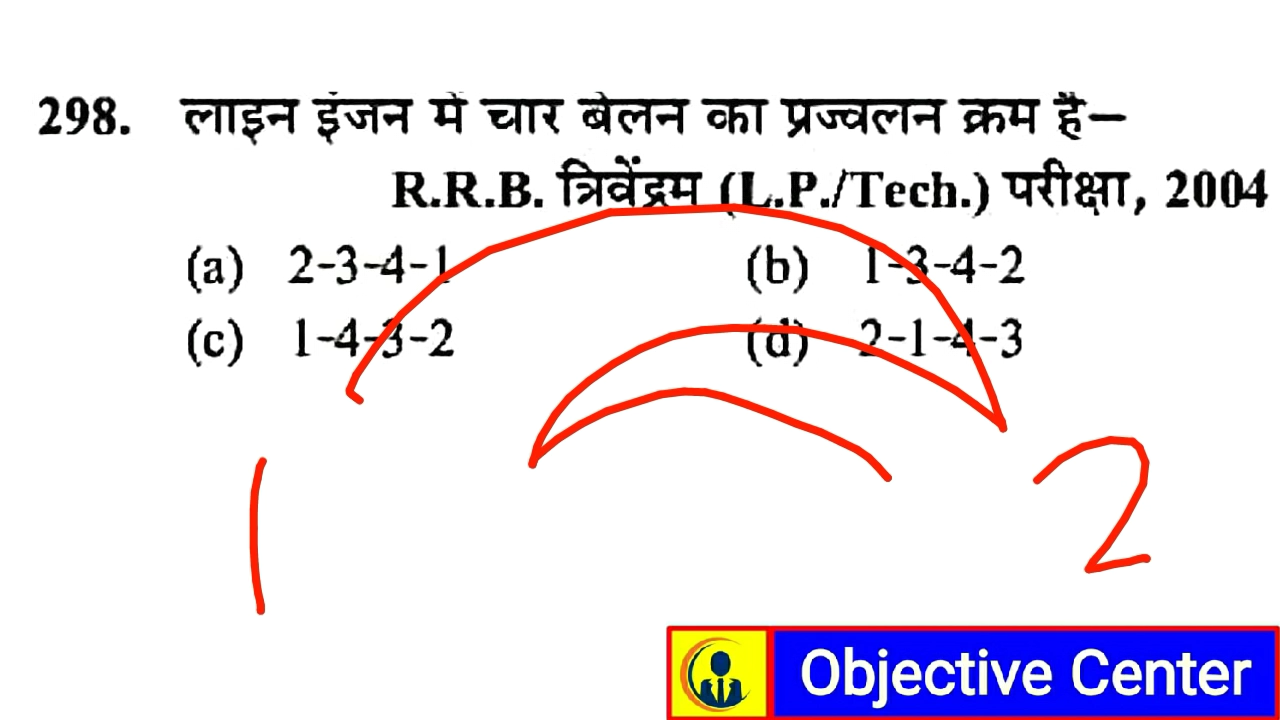 298. लाइन इंजन में चार बेलन का प्रज्वलन क्रम है—
R.R.B. त्रिवेंद्रम (L.P./Tech.) परीक्षा, 2004
(a) 2-3-4-1 (b) 1-3-4-2
(c) 1-4-3-2 (d) 2-1-4-3
1 2
Objective Center